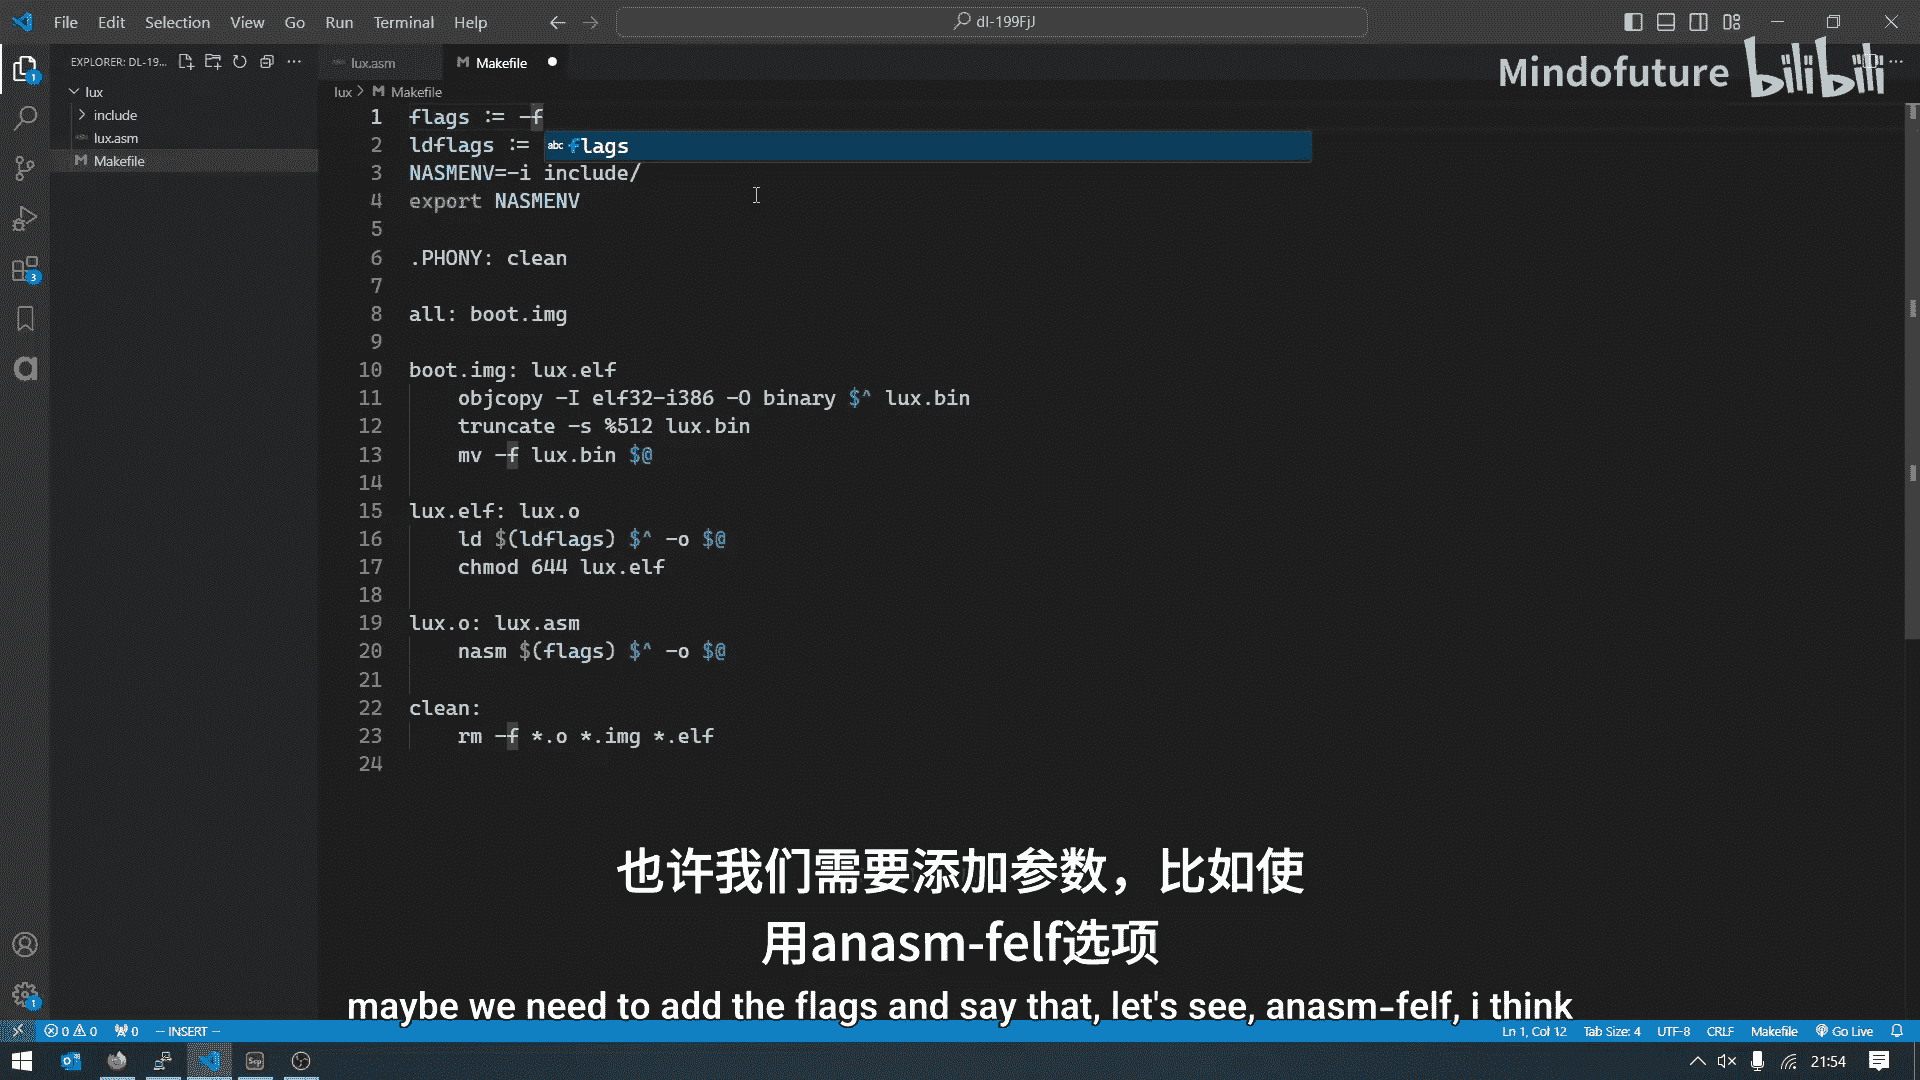 File Edit Selection View Go Run Terminal Help
dl-199FjJ
EXPLORER: DL-19...
lux.asm
Makefile
Mindofuture bilibili
lux
include
lux.asm
Makefile
lux > Makefile
1 flags := -f
flags
2 ldflags :=
3 NASMENV=-i include/
4 export NASMENV
5
6 .PHONY: clean
7
8 all: boot.img
9
10 boot.img: lux.elf
11 objcopy -I elf32-i386 -O binary $^ lux.bin
12 truncate -s %512 lux.bin
13 mv -f lux.bin $@
14
15 lux.elf: lux.o
16 ld $(ldflags) $^ -o $@
17 chmod 644 lux.elf
18
19 lux.o: lux.asm
20 nasm $(flags) $^ -o $@
21
22 clean:
23 rm -f *.o *.img *.elf
24
也许我们需要添加参数，比如使
用anasm-felf选项
maybe we need to add the flags and say that, let's see, anasm-felf, i think
0 0 0 -- INSERT -- Ln 1, Col 12 Tab Size: 4 UTF-8 CRLF Makefile Go Live
21:54